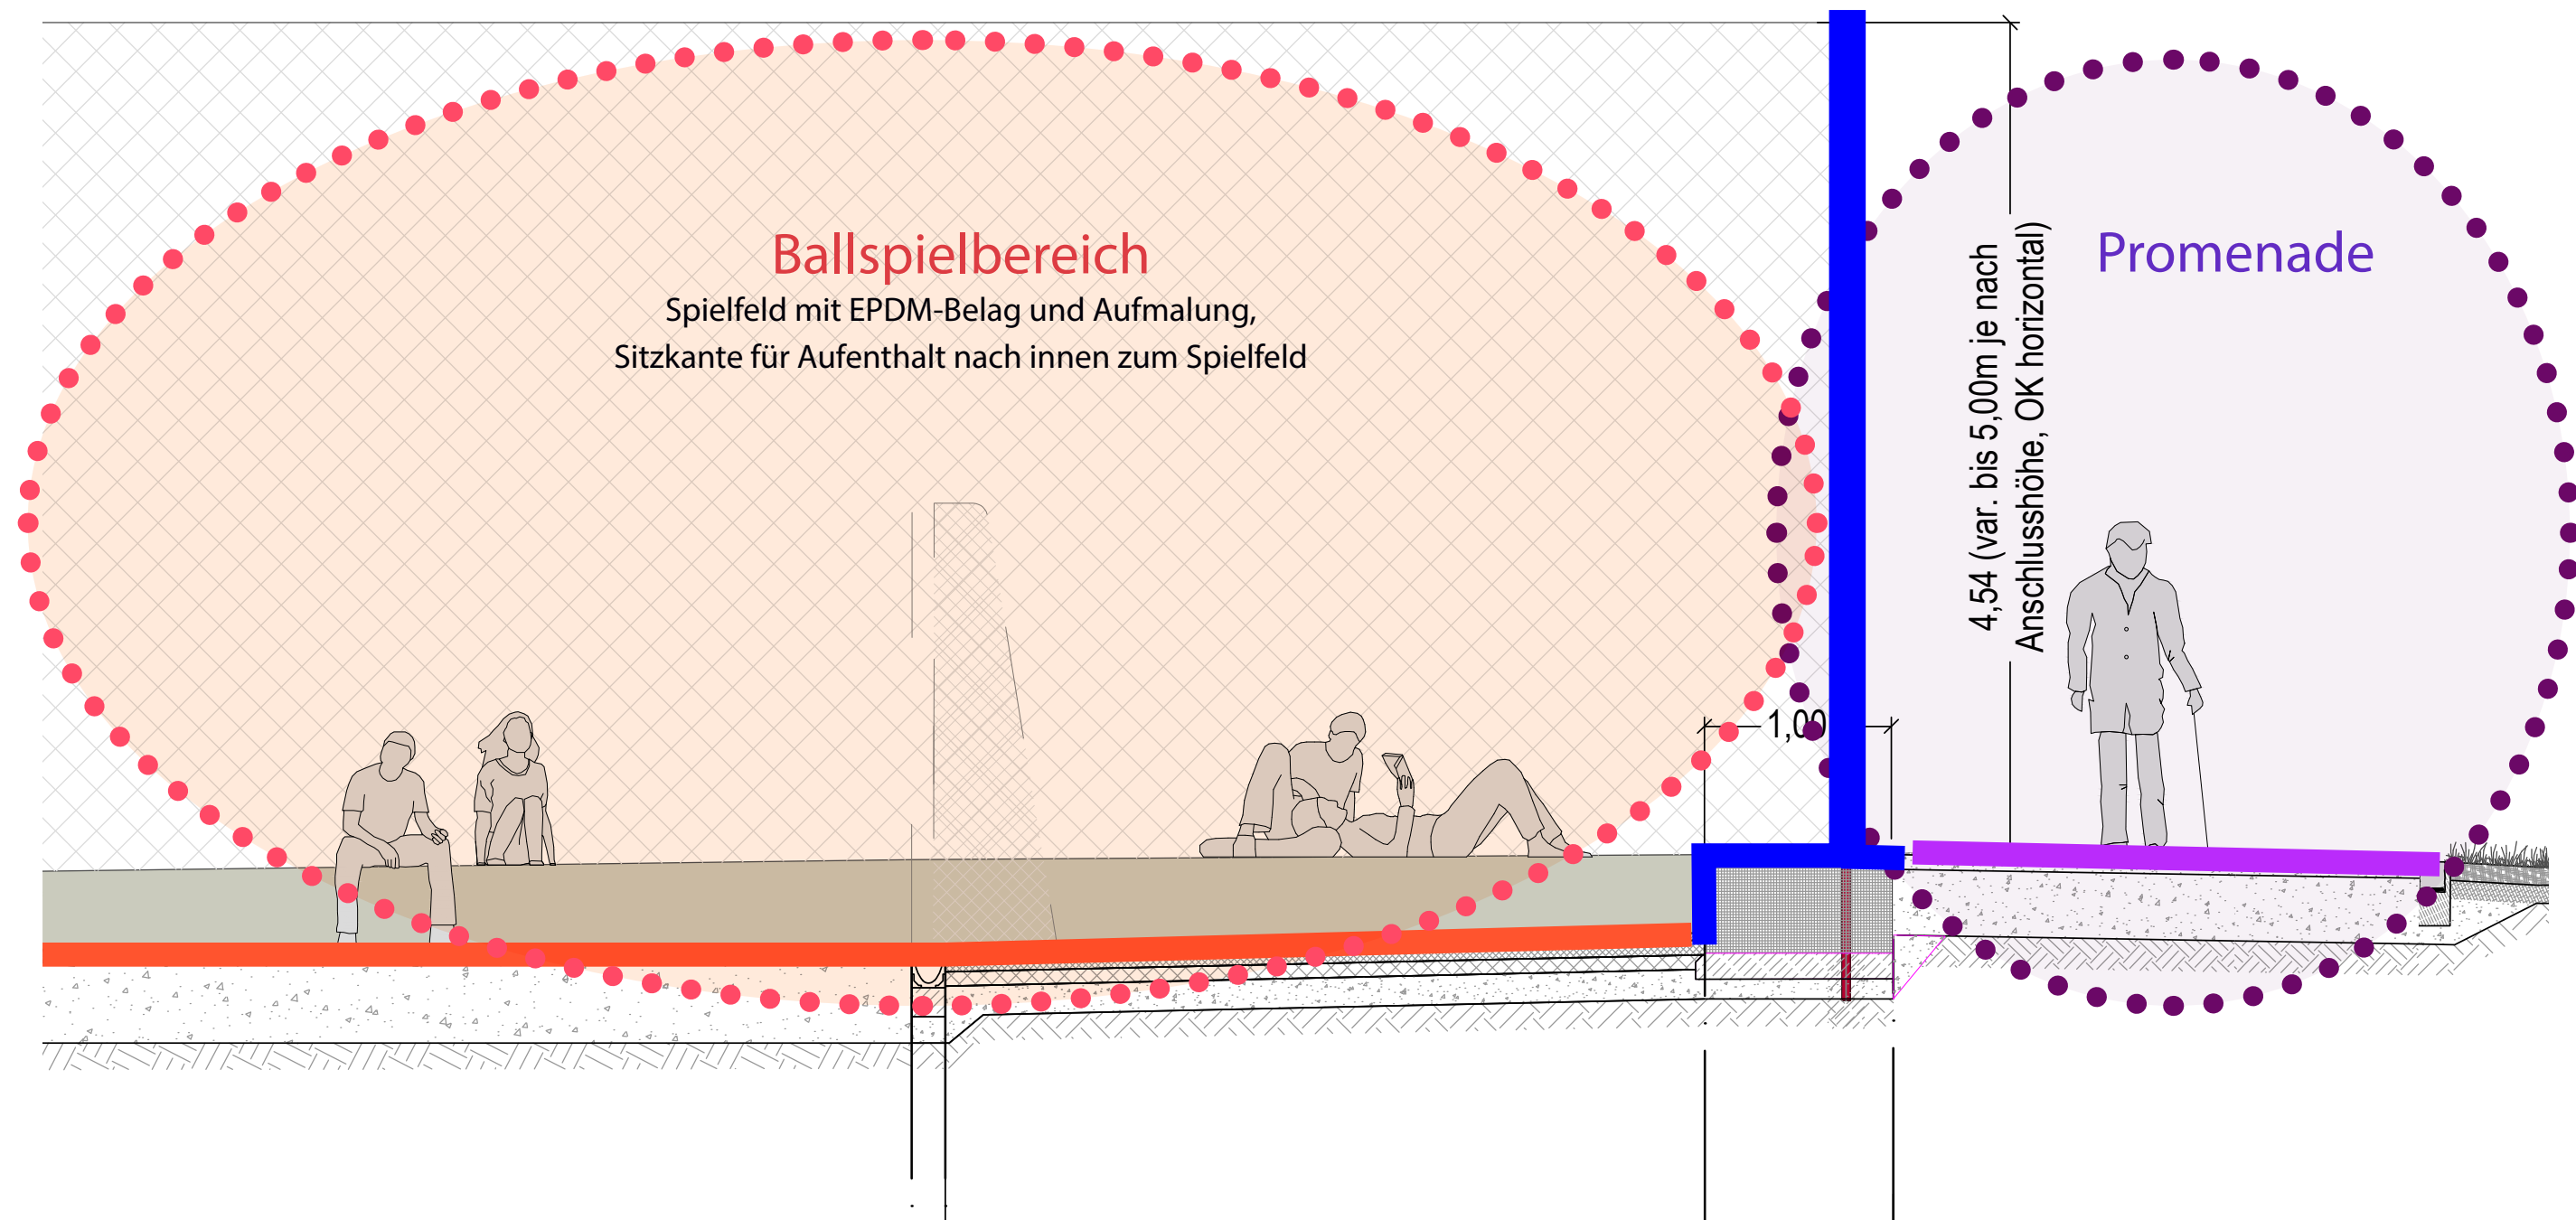 Ballspielbereich
Spielfeld mit EPDM-Belag und Aufmalung,
Sitzkante für Aufenthalt nach innen zum Spielfeld
4,54 (var. bis 5,00m je nach
Anschlusshöhe, OK horizontal)
Promenade
1,00